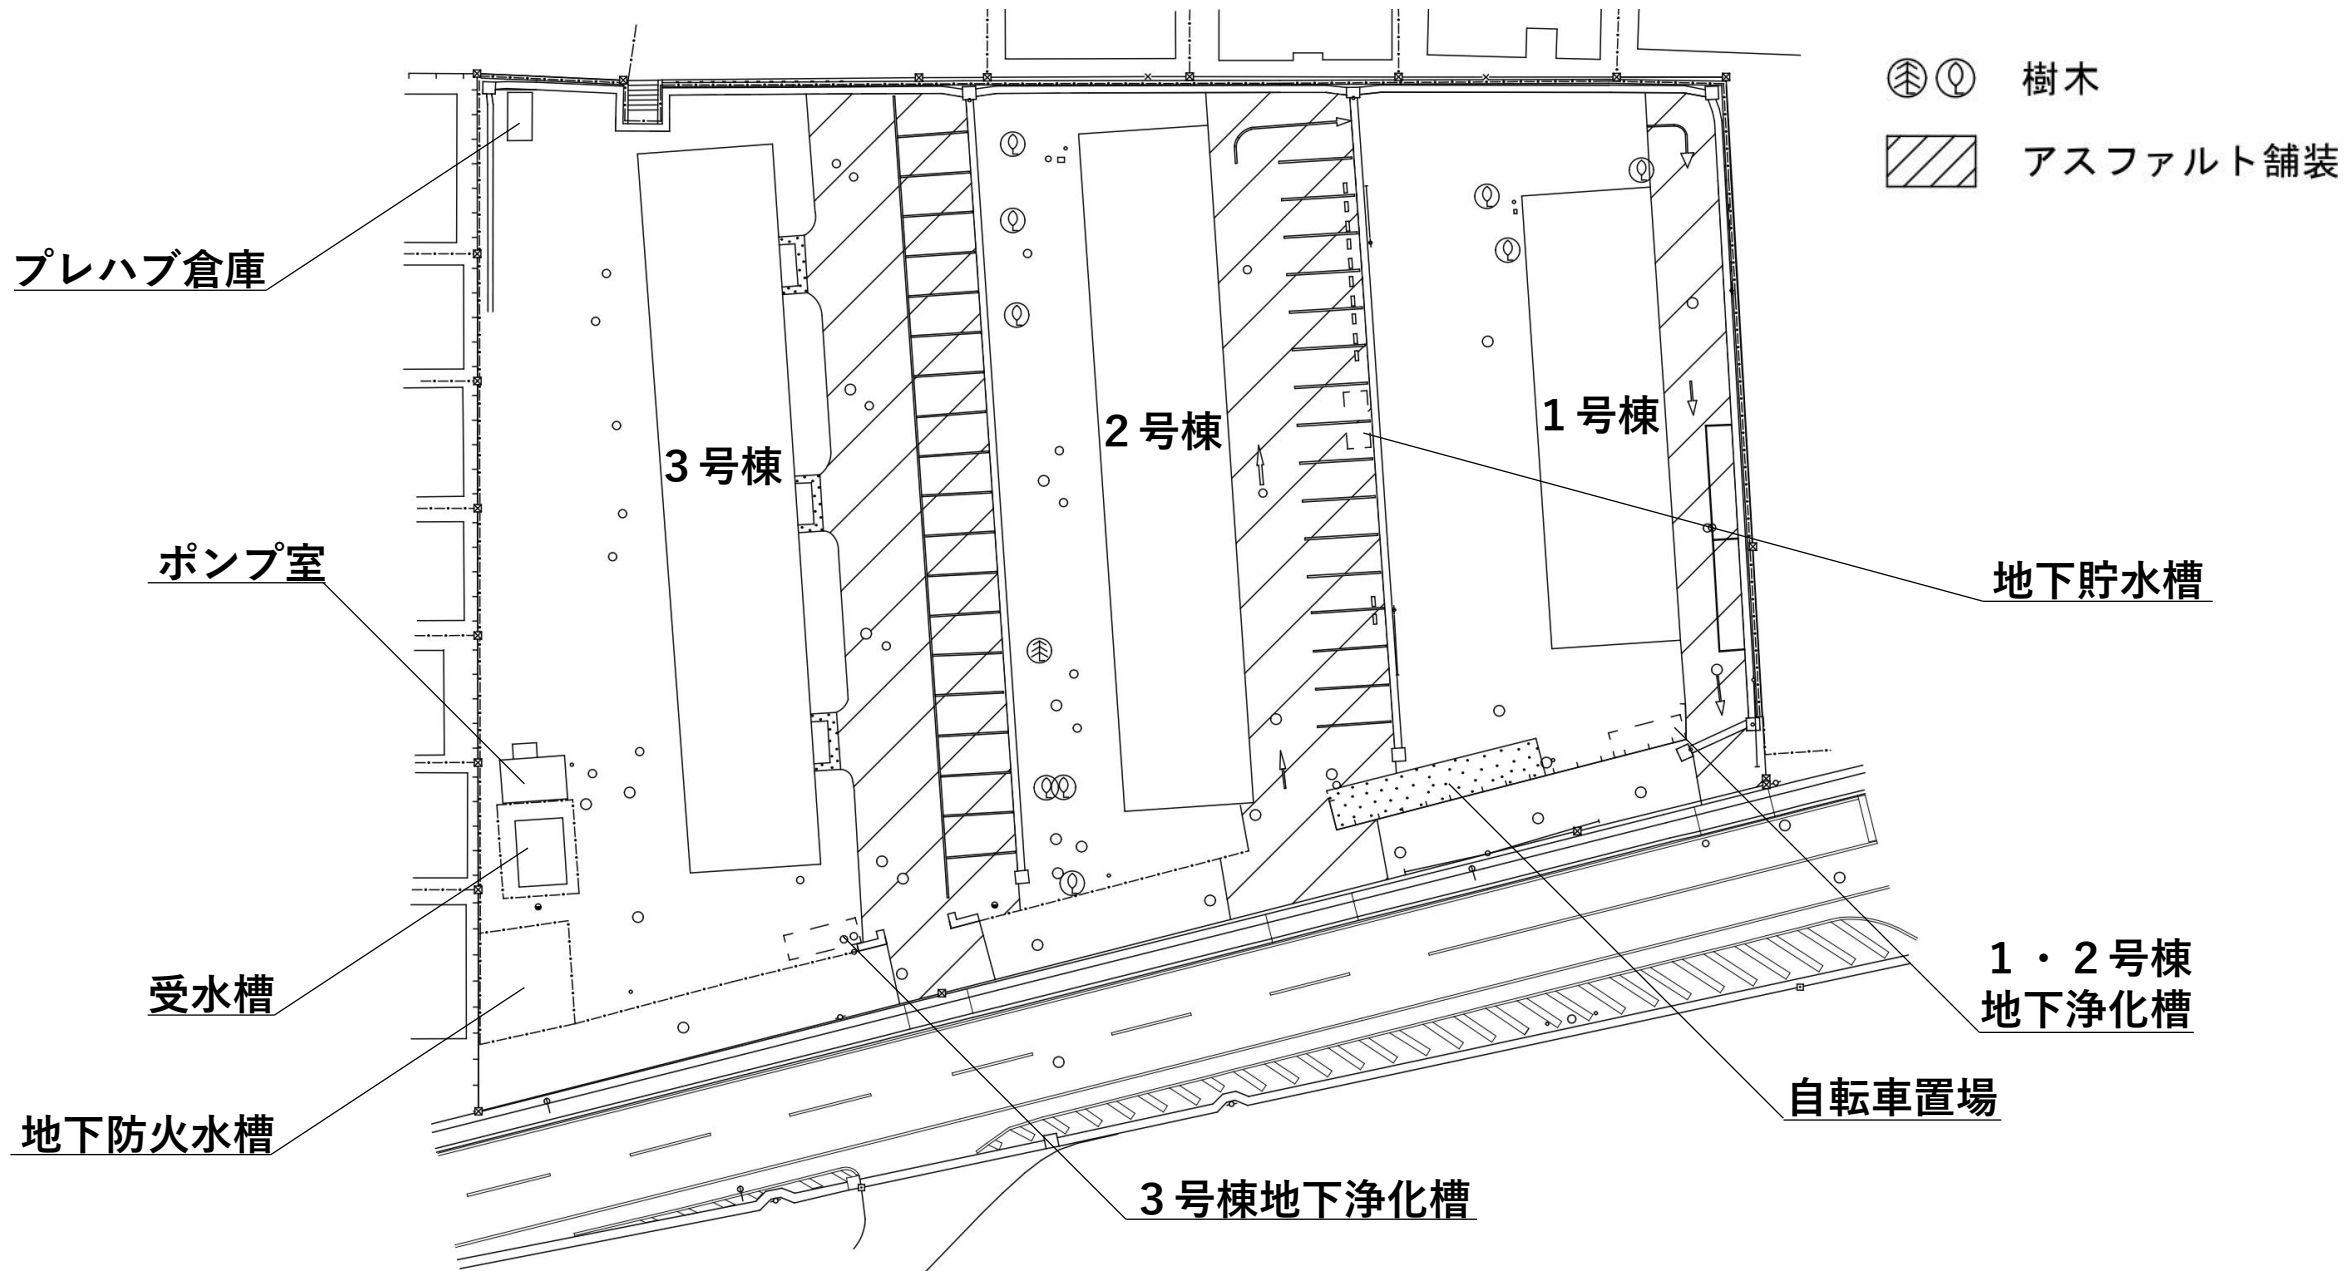 樹木
アスファルト舗装
プレハブ倉庫
3号棟
2号棟
1号棟
ポンプ室
地下貯水槽
受水槽
1・2号棟
地下浄化槽
地下防火水槽
自転車置場
3号棟地下浄化槽